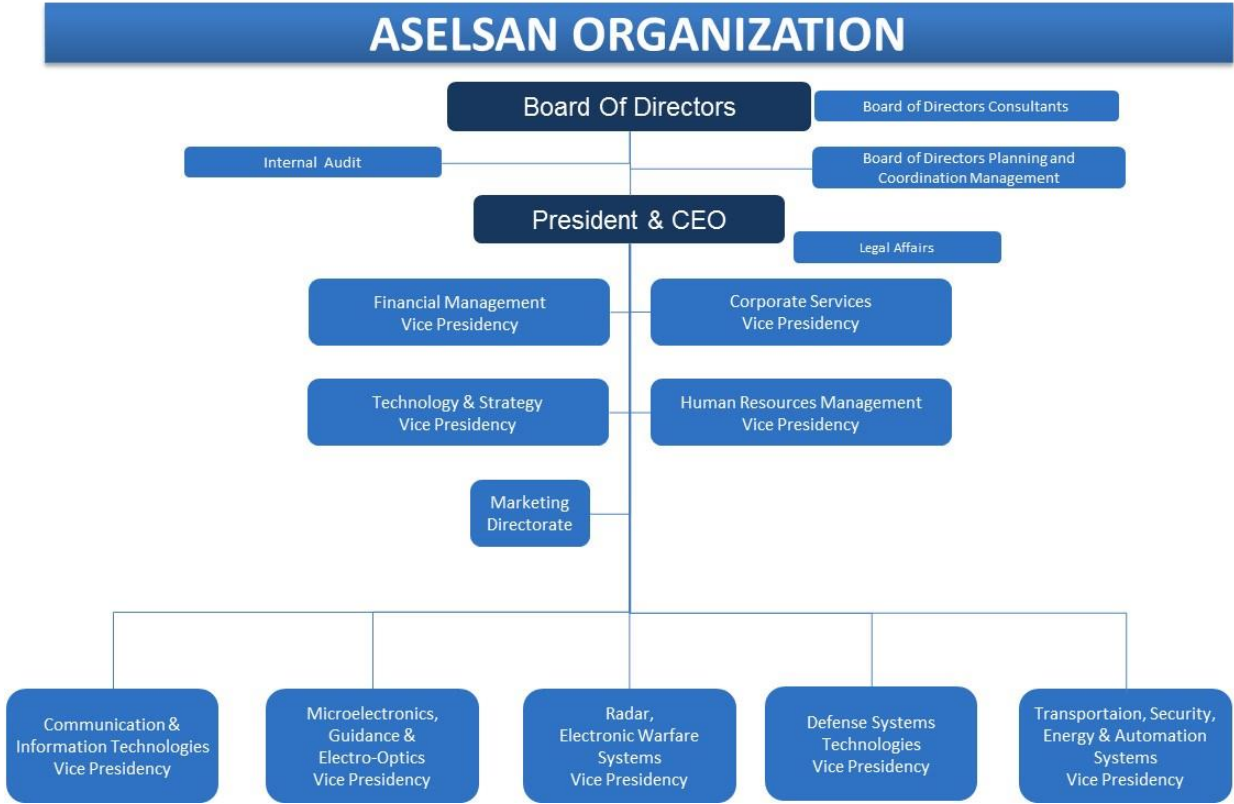 ASELSAN ORGANIZATION
Board Of Directors
Board of Directors Consultants
Internal Audit
Board of Directors Planning and
Coordination Management
President & CEO
Legal Affairs
Financial Management
Vice Presidency
Corporate Services
Vice Presidency
Technology & Strategy
Vice Presidency
Human Resources Management
Vice Presidency
Marketing
Directorate
Communication &
Information Technologies
Vice Presidency
Microelectronics,
Guidance &
Electro-Optics
Vice Presidency
Radar,
Electronic Warfare
Systems
Vice Presidency
Defense Systems
Technologies
Vice Presidency
Transportaion, Security,
Energy & Automation
Systems
Vice Presidency